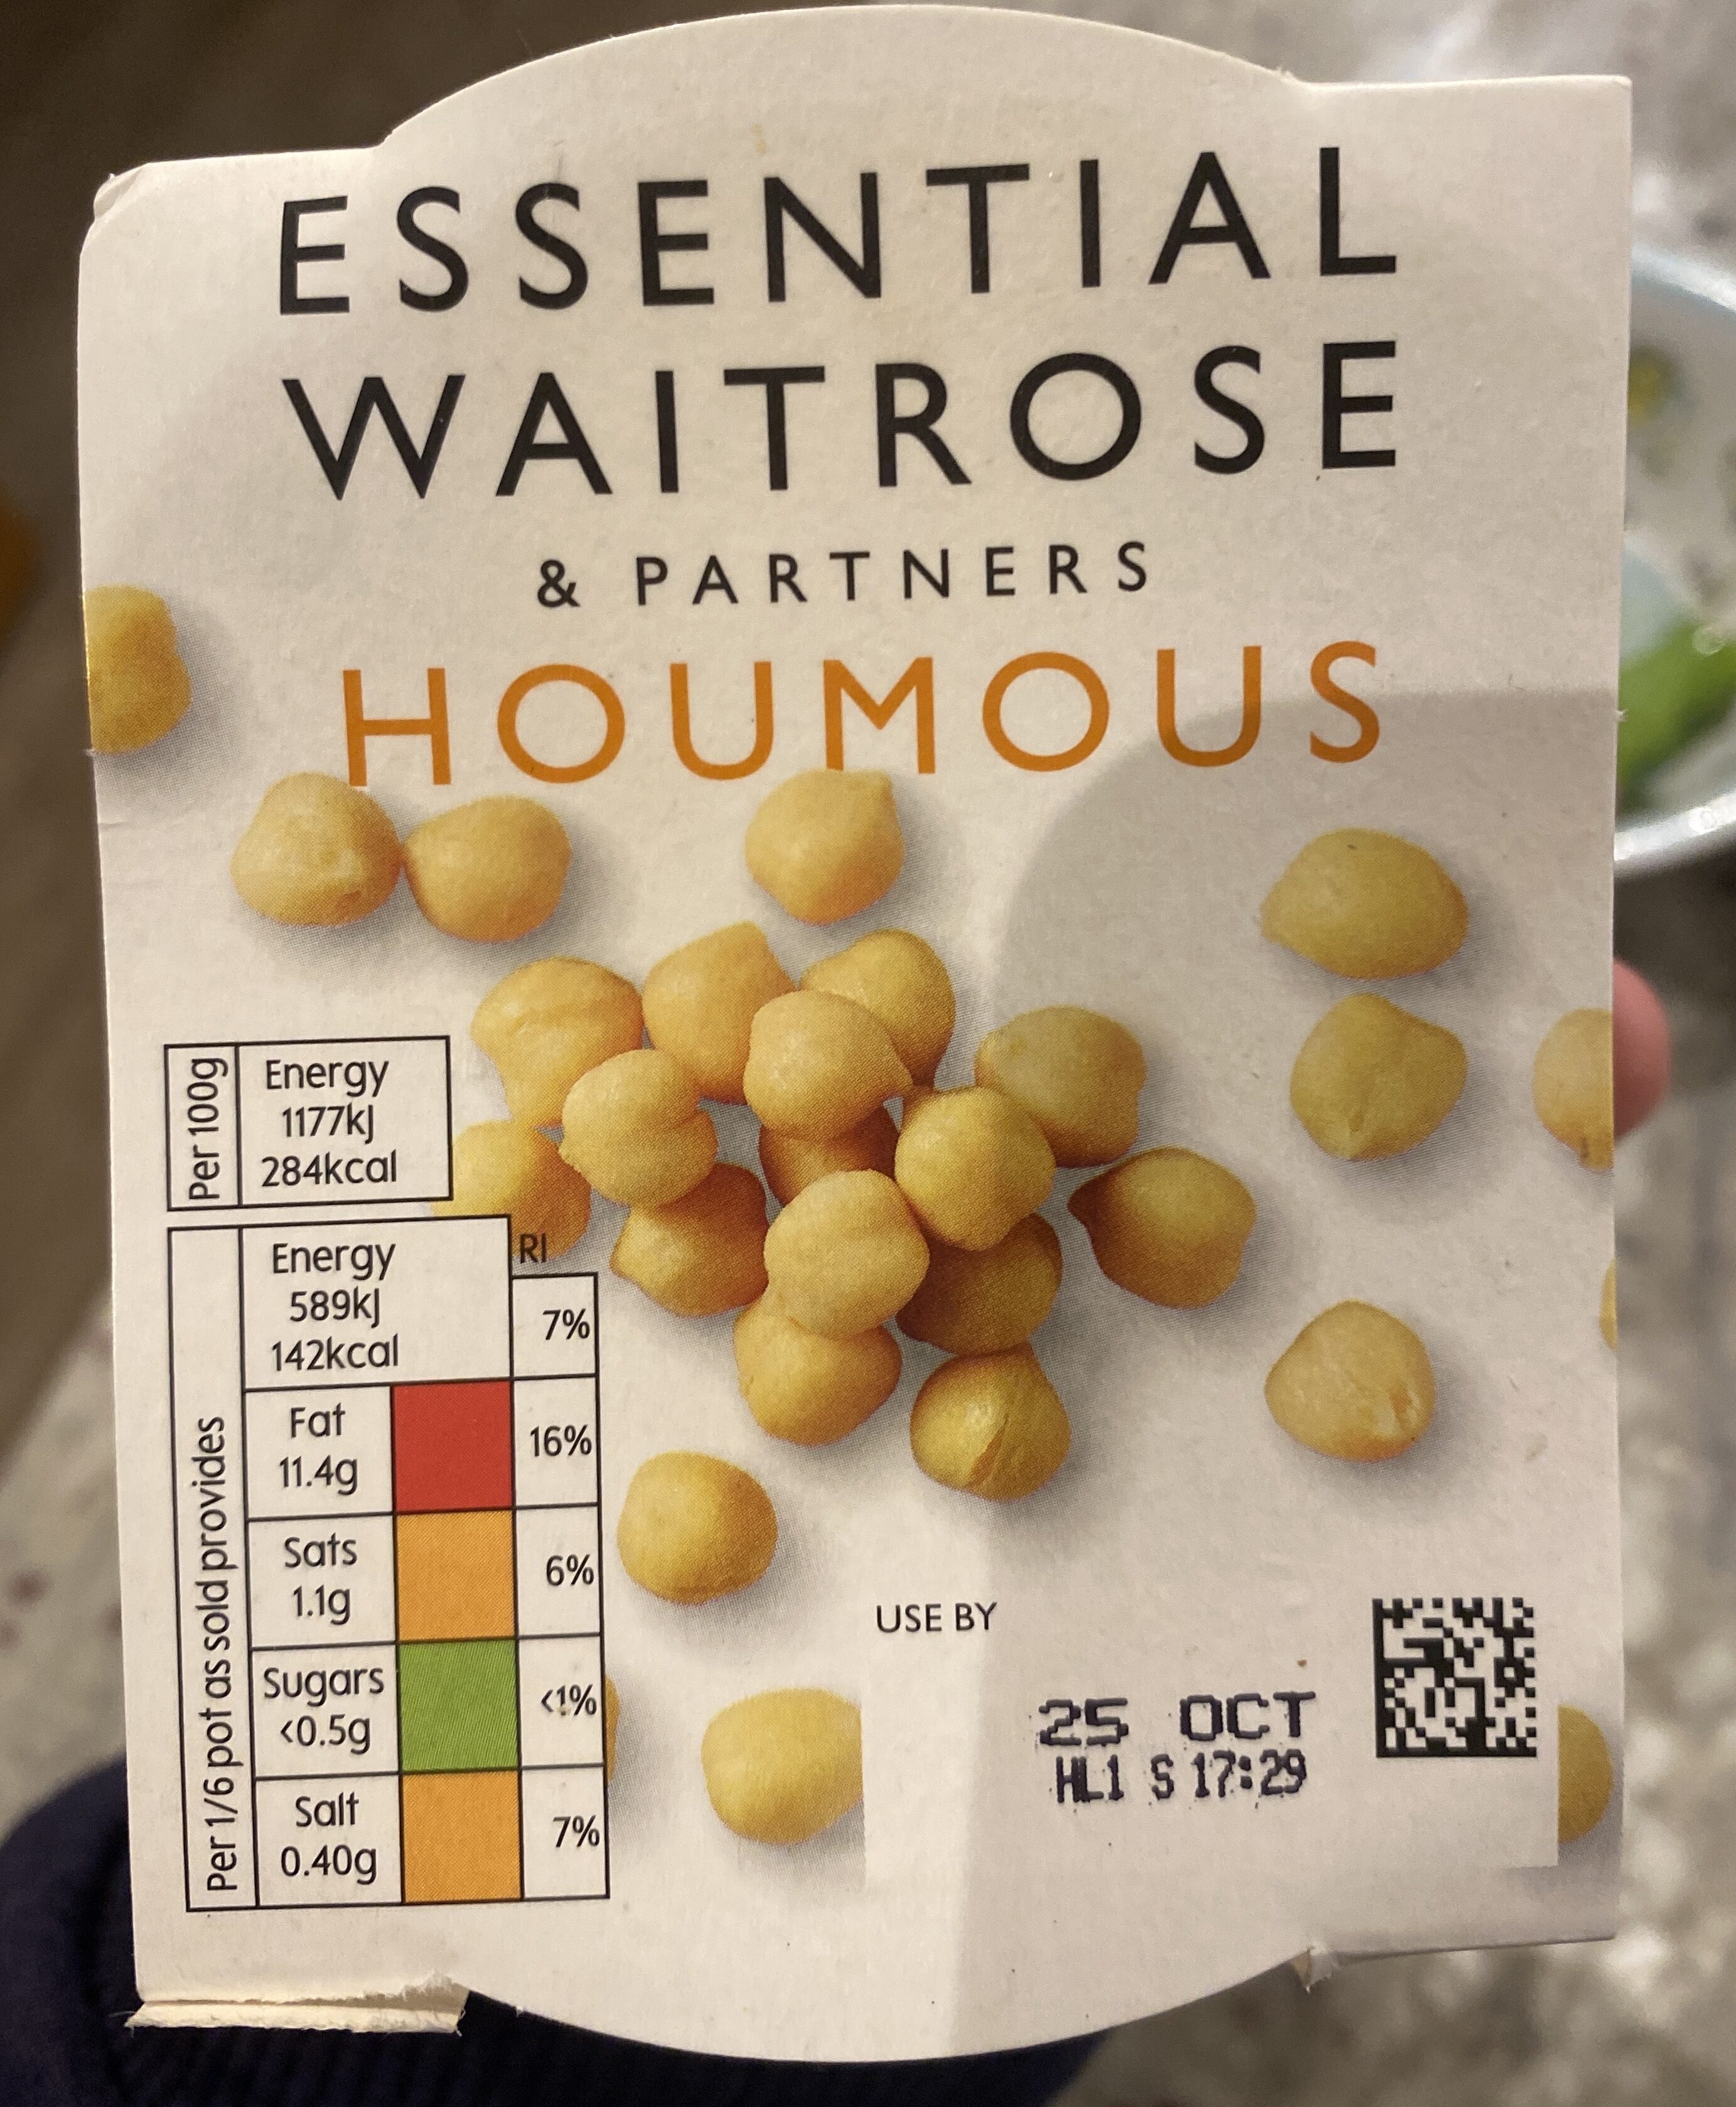 ESSENTIAL
WAITROSE
& PARTNERS
HOUMOUS
Per 100g
Energy
1177kJ
284kcal
Per 1/6 pot as sold provides
RI
Energy
589kJ
142kcal
7%
Fat
11.4g
16%
Sats
1.1g
6%
Sugars
<0.5g
<1%
Salt
0.40g
7%
USE BY
25 OCT
HL1 S 17:29